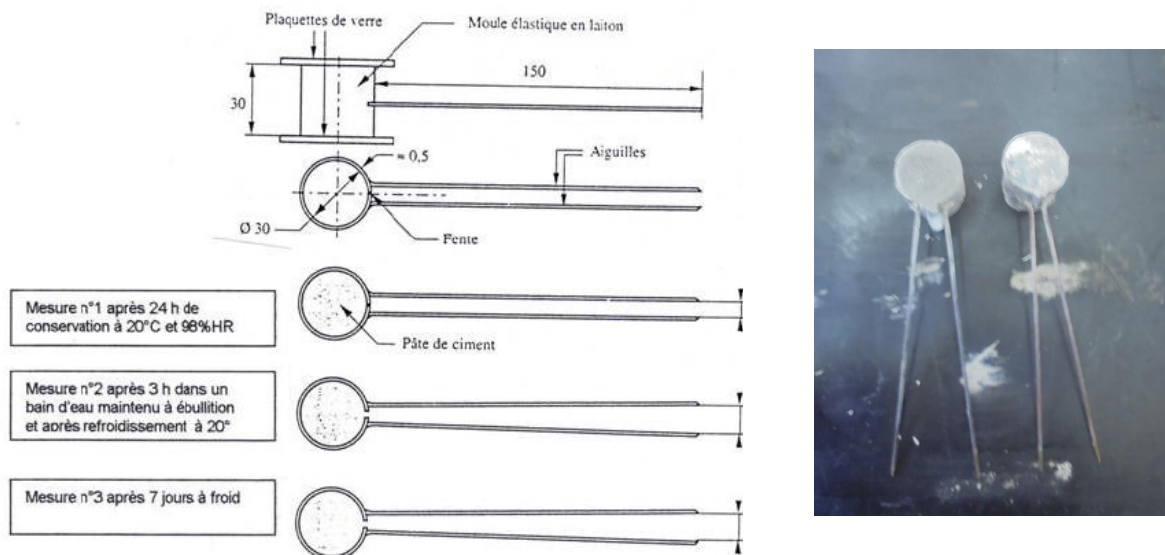 Plaquettes de verre
Moule élastique en laiton
150
30
≈ 0,5
Aiguilles
Ø 30
Fente
Mesure n°1 après 24 h de
conservation à 20°C et 98%HR
Pâte de ciment
Mesure n°2 après 3 h dans un
bain d'eau maintenu à ébullition
et après refroidissement à 20°
Mesure n°3 après 7 jours à froid